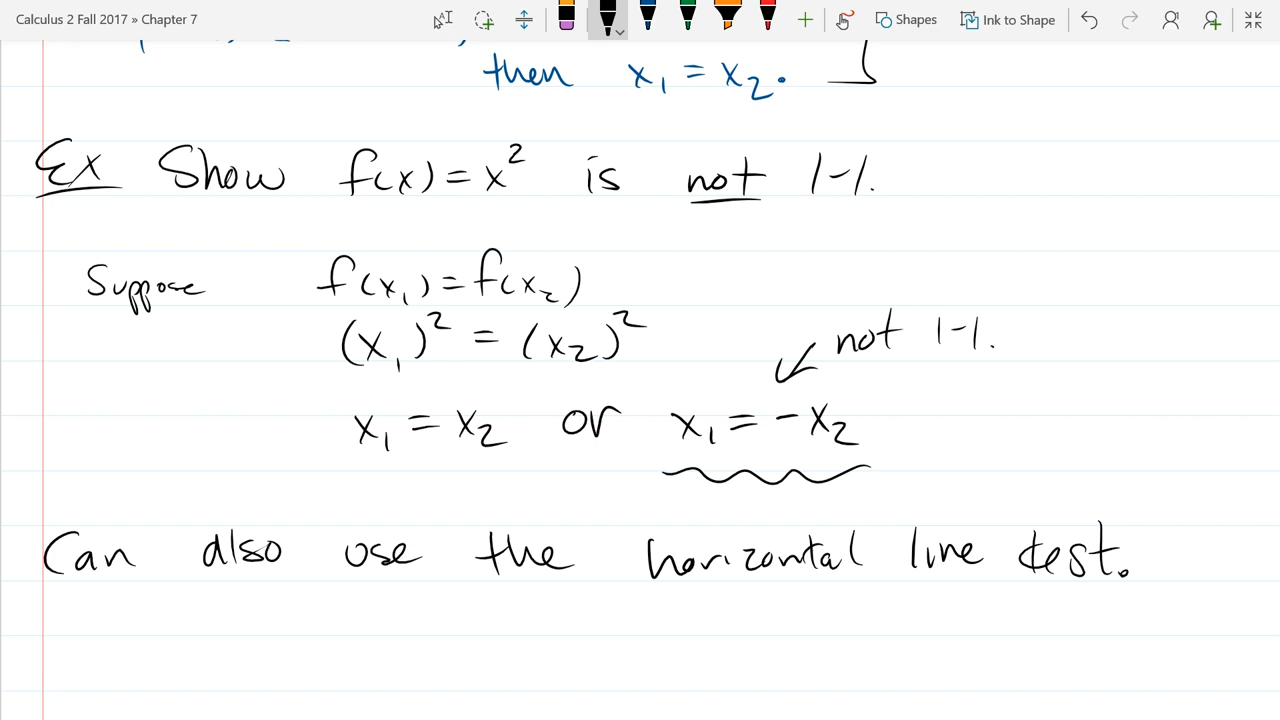 Calculus 2 Fall 2017 » Chapter 7
Shapes
Ink to Shape
then x₁ = x₂.
Ex Show f(x) = x² is not 1-1.
Suppose f(x₁) = f(x₂)
(x₁)² = (x₂)²
not 1-1.
x₁ = x₂ or x₁ = -x₂
Can also use the horizontal line test.